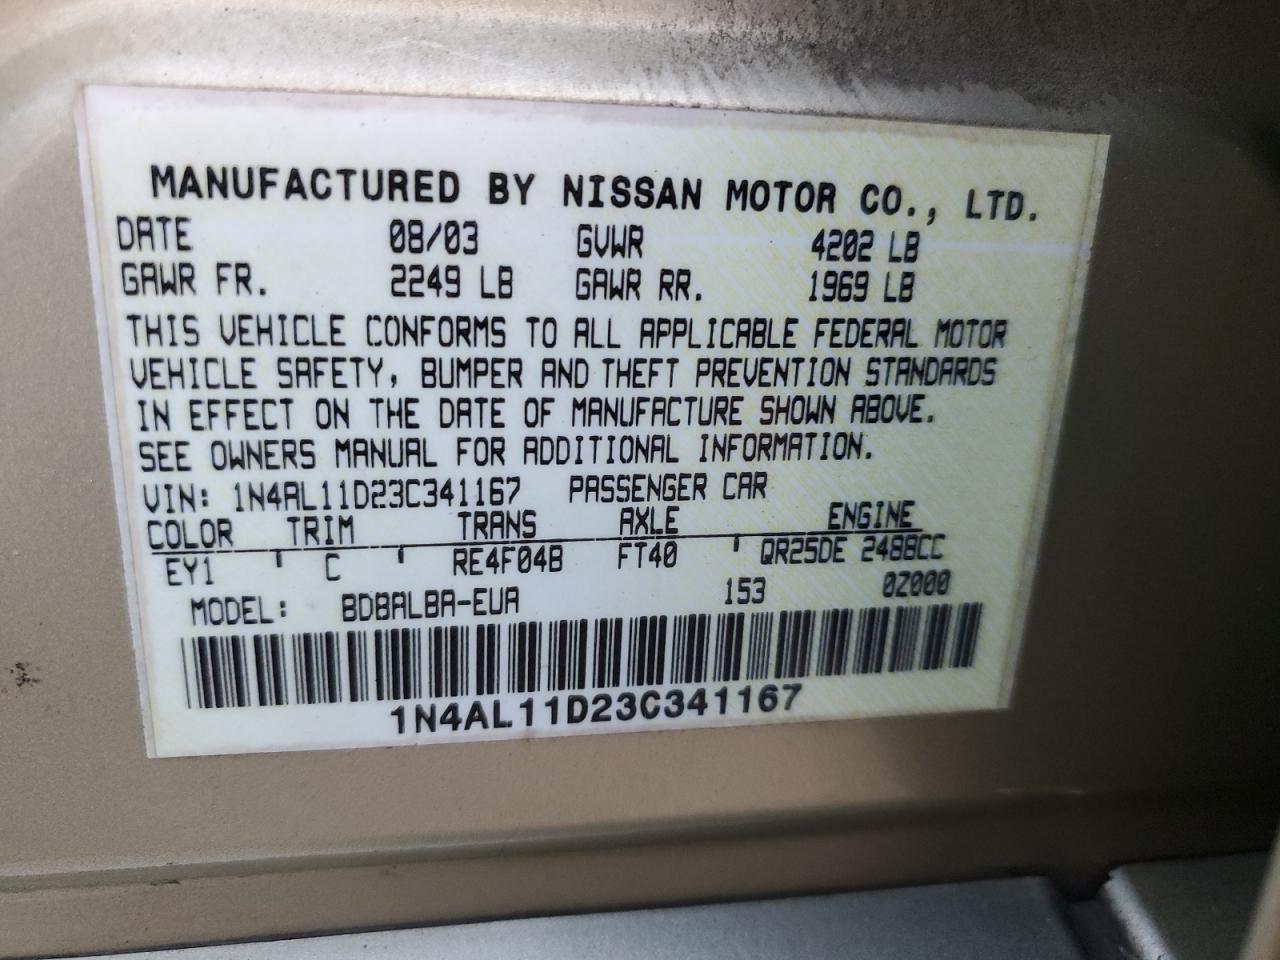 MANUFACTURED BY NISSAN MOTOR CO., LTD.
DATE 08/03 GVWR 4202 LB
GAWR FR. 2249 LB GAWR RR. 1969 LB
THIS VEHICLE CONFORMS TO ALL APPLICABLE FEDERAL MOTOR
VEHICLE SAFETY, BUMPER AND THEFT PREVENTION STANDARDS
IN EFFECT ON THE DATE OF MANUFACTURE SHOWN ABOVE.
SEE OWNERS MANUAL FOR ADDITIONAL INFORMATION.
VIN: 1N4AL11D23C341167 PASSENGER CAR
COLOR TRIM TRANS AXLE ENGINE
EY1 ' C ' RE4F04B FT40 ' QR25DE 2488CC
MODEL: BDBALBA-EUA 153 0Z000
1N4AL11D23C341167